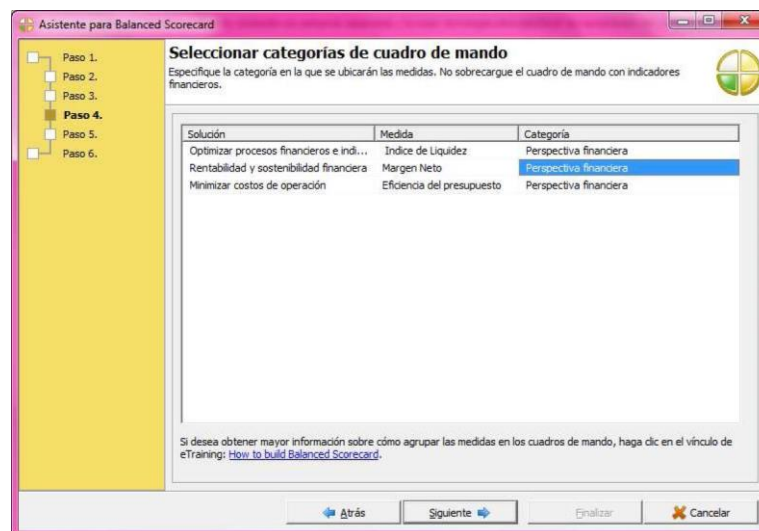 Asistente para Balanced Scorecard
Paso 1.
Paso 2.
Paso 3.
Paso 4.
Paso 5.
Paso 6.
Seleccionar categorías de cuadro de mando
Especifique la categoría en la que se ubicarán las medidas. No sobrecargue el cuadro de mando con indicadores
financieros.
Solución Medida Categoría
Optimizar procesos financieros e indi... Indice de Liquidez Perspectiva financiera
Rentabilidad y sostenibilidad financiera Margen Neto Perspectiva financiera
Minimizar costos de operación Eficiencia del presupuesto Perspectiva financiera
Si desea obtener mayor información sobre cómo agrupar las medidas en los cuadros de mando, haga clic en el vínculo de
eTraining: How to build Balanced Scorecard.
Atrás Siguiente Finalizar Cancelar